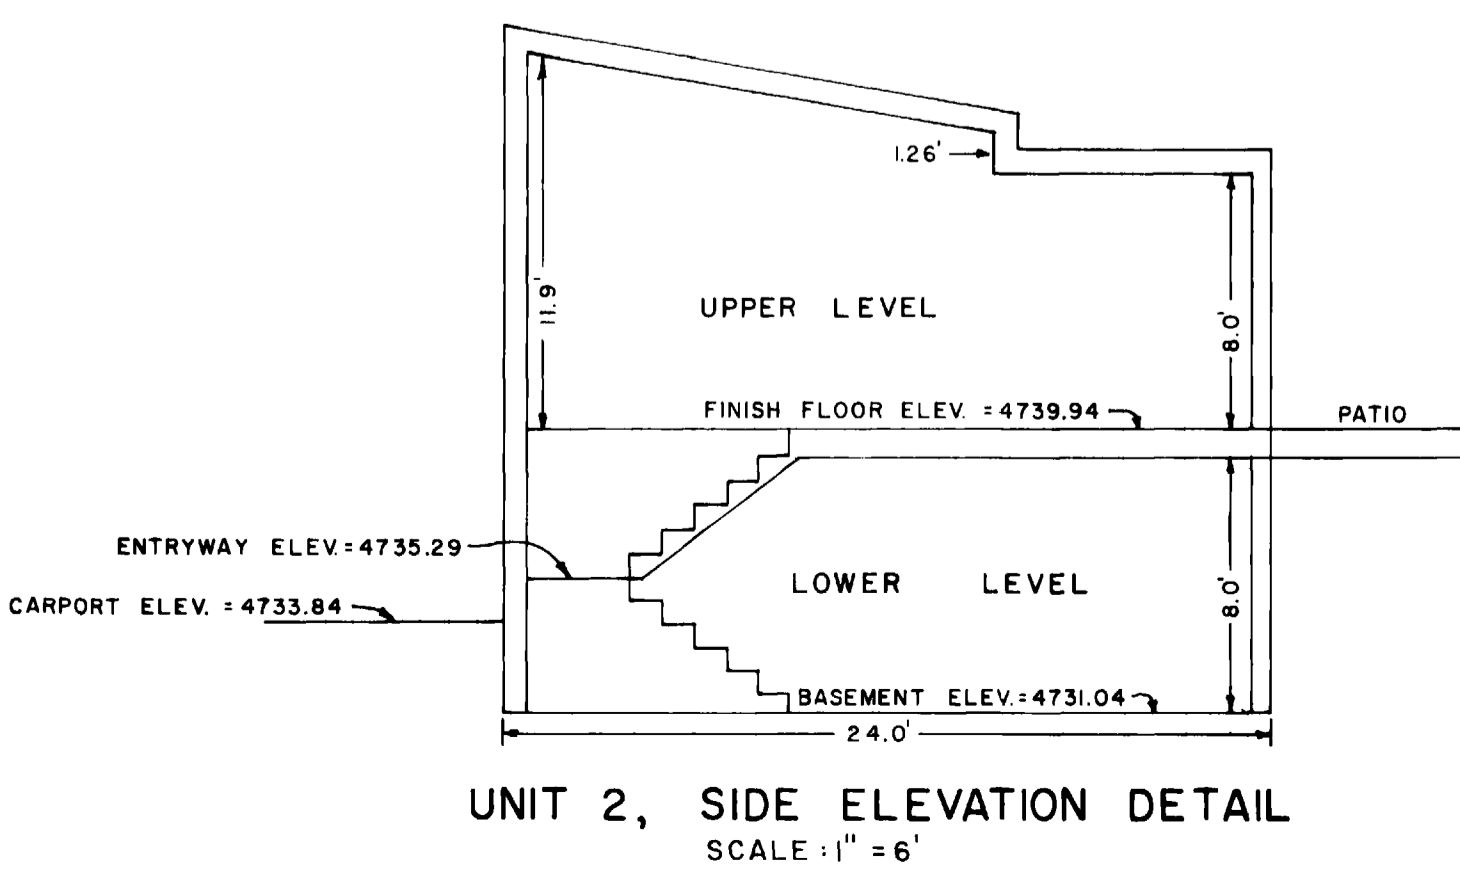 1.26'
11.9'
UPPER LEVEL
8.0'
FINISH FLOOR ELEV. = 4739.94
PATIO
ENTRYWAY ELEV. = 4735.29
LOWER LEVEL
8.0'
CARPORT ELEV. = 4733.84
BASEMENT ELEV. = 4731.04
24.0'
UNIT 2, SIDE ELEVATION DETAIL
SCALE : 1" = 6'